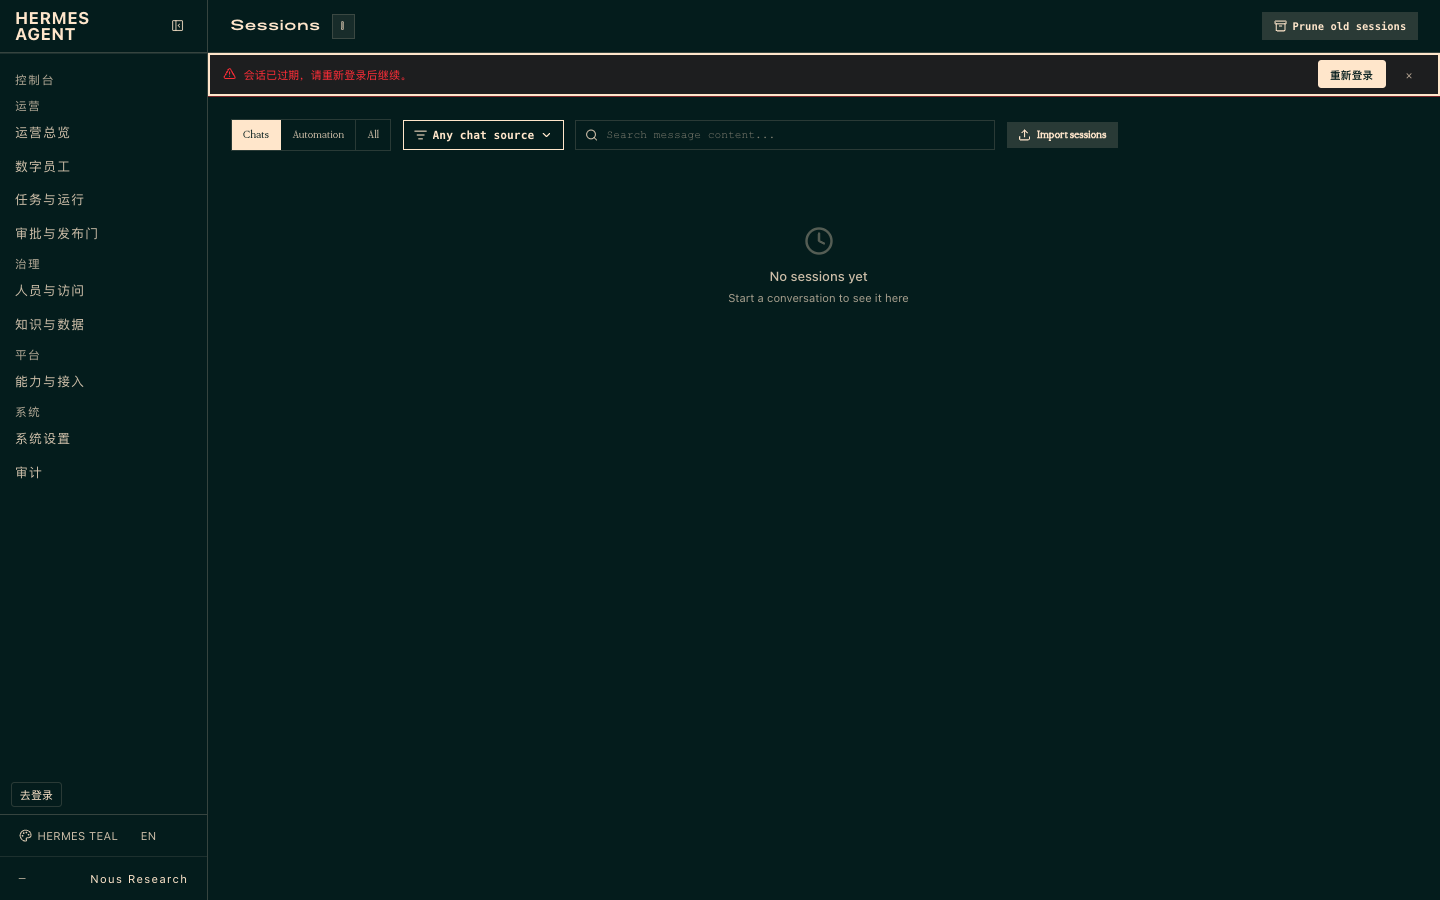 HERMES
AGENT
控制台
运营
运营总览
数字员工
任务与运行
审批与发布门
治理
人员与访问
知识与数据
平台
能力与接入
系统
系统设置
审计
去登录
HERMES TEAL EN
— Nous Research
Sessions
Prune old sessions
会话已过期，请重新登录后继续。
重新登录
×
Chats Automation All
Any chat source
Search message content...
Import sessions
No sessions yet
Start a conversation to see it here